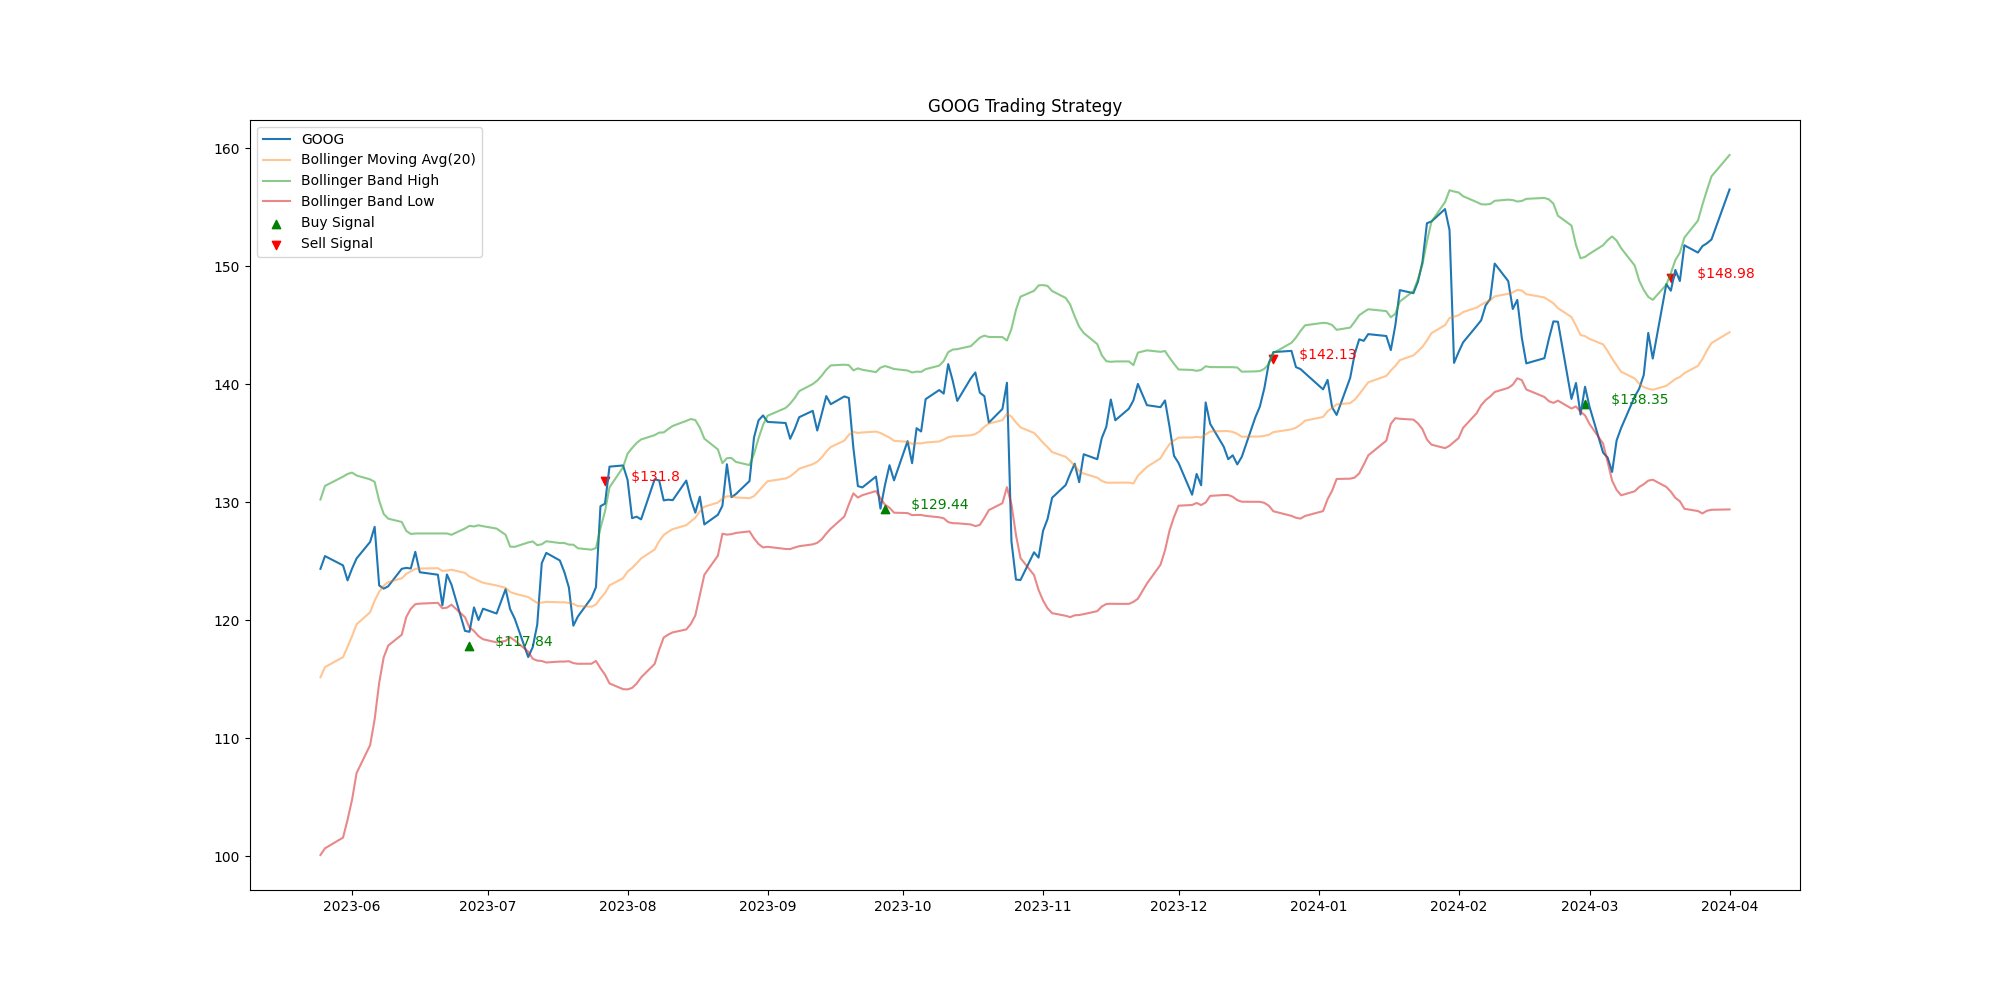 GOOG Trading Strategy
GOOG
Bollinger Moving Avg(20)
Bollinger Band High
Bollinger Band Low
Buy Signal
Sell Signal
160
150
140
130
120
110
100
$148.98
$142.13
$138.35
$131.8
$129.44
$117.84
2023-06 2023-07 2023-08 2023-09 2023-10 2023-11 2023-12 2024-01 2024-02 2024-03 2024-04